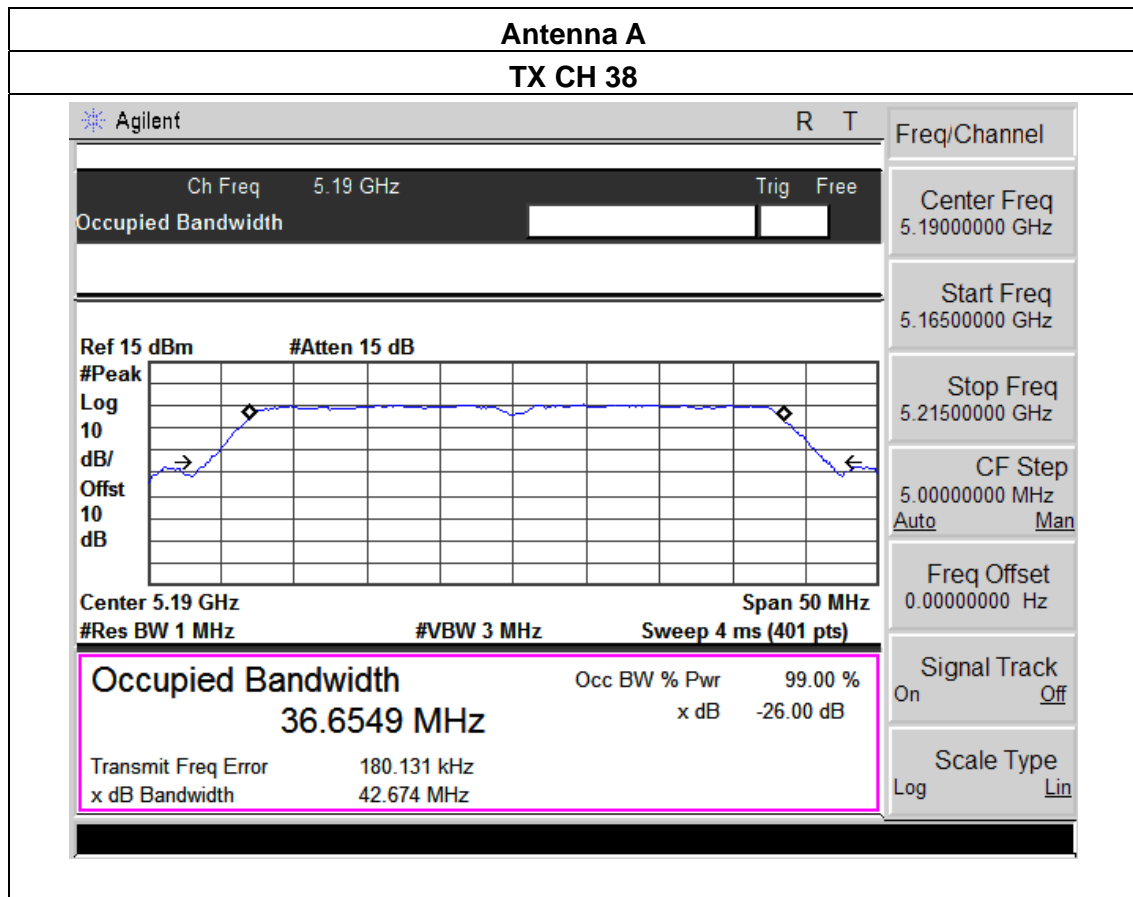 Antenna A
TX CH 38
Agilent
R T
Freq/Channel
Ch Freq 5.19 GHz Trig Free
Occupied Bandwidth
Center Freq
5.19000000 GHz
Start Freq
5.16500000 GHz
Stop Freq
5.21500000 GHz
CF Step
5.00000000 MHz
Auto Man
Freq Offset
0.00000000 Hz
Signal Track
On Off
Scale Type
Log Lin
Ref 15 dBm #Atten 15 dB
#Peak
Log
10
dB/
Offst
10
dB
Center 5.19 GHz Span 50 MHz
#Res BW 1 MHz #VBW 3 MHz Sweep 4 ms (401 pts)
Occupied Bandwidth
36.6549 MHz
Occ BW % Pwr 99.00 %
x dB -26.00 dB
Transmit Freq Error 180.131 kHz
x dB Bandwidth 42.674 MHz